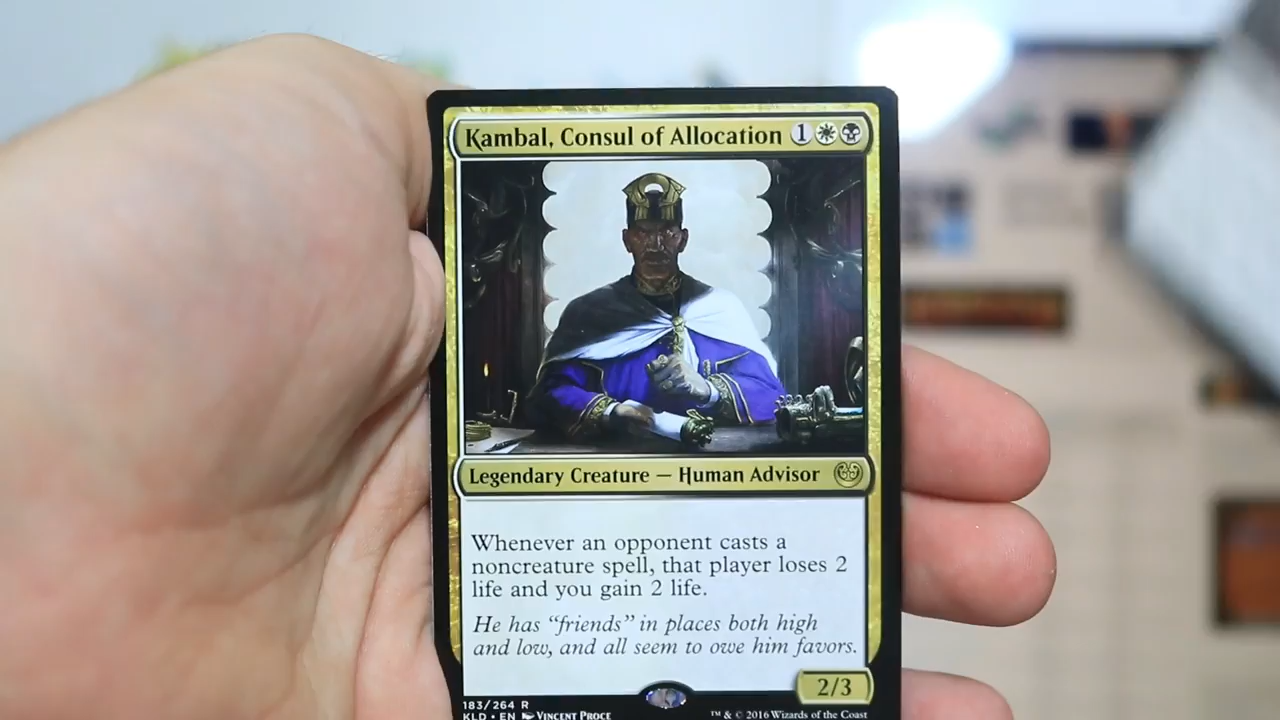 Kambal, Consul of Allocation 1
Legendary Creature — Human Advisor
Whenever an opponent casts a
noncreature spell, that player loses 2
life and you gain 2 life.
He has “friends” in places both high
and low, and all seem to owe him favors.
2/3
183/264 R
KLD • EN Vincent Proce
™ & © 2016 Wizards of the Coast